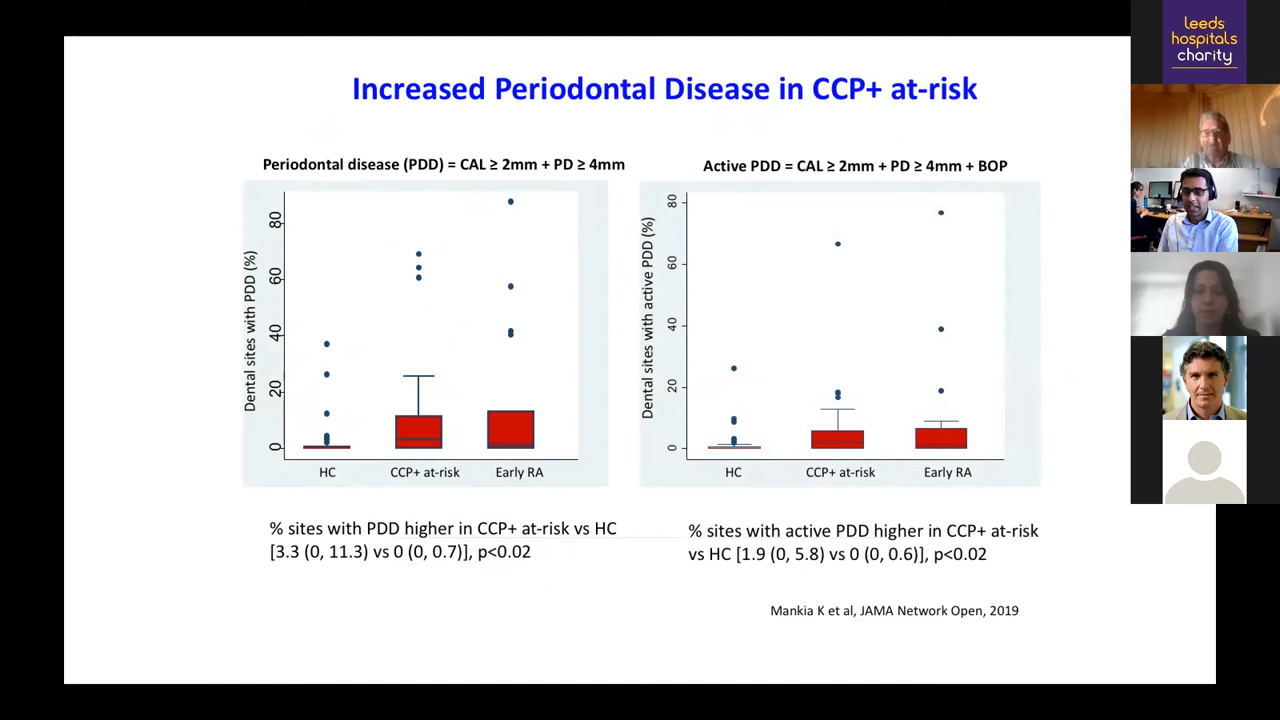 leeds
hospitals
charity
Increased Periodontal Disease in CCP+ at-risk
Periodontal disease (PDD) = CAL ≥ 2mm + PD ≥ 4mm
Dental sites with PDD (%)
80
60
40
20
0
HC
CCP+ at-risk
Early RA
% sites with PDD higher in CCP+ at-risk vs HC
[3.3 (0, 11.3) vs 0 (0, 0.7)], p<0.02
Active PDD = CAL ≥ 2mm + PD ≥ 4mm + BOP
Dental sites with active PDD (%)
80
60
40
20
0
HC
CCP+ at-risk
Early RA
% sites with active PDD higher in CCP+ at-risk
vs HC [1.9 (0, 5.8) vs 0 (0, 0.6)], p<0.02
Mankia K et al, JAMA Network Open, 2019